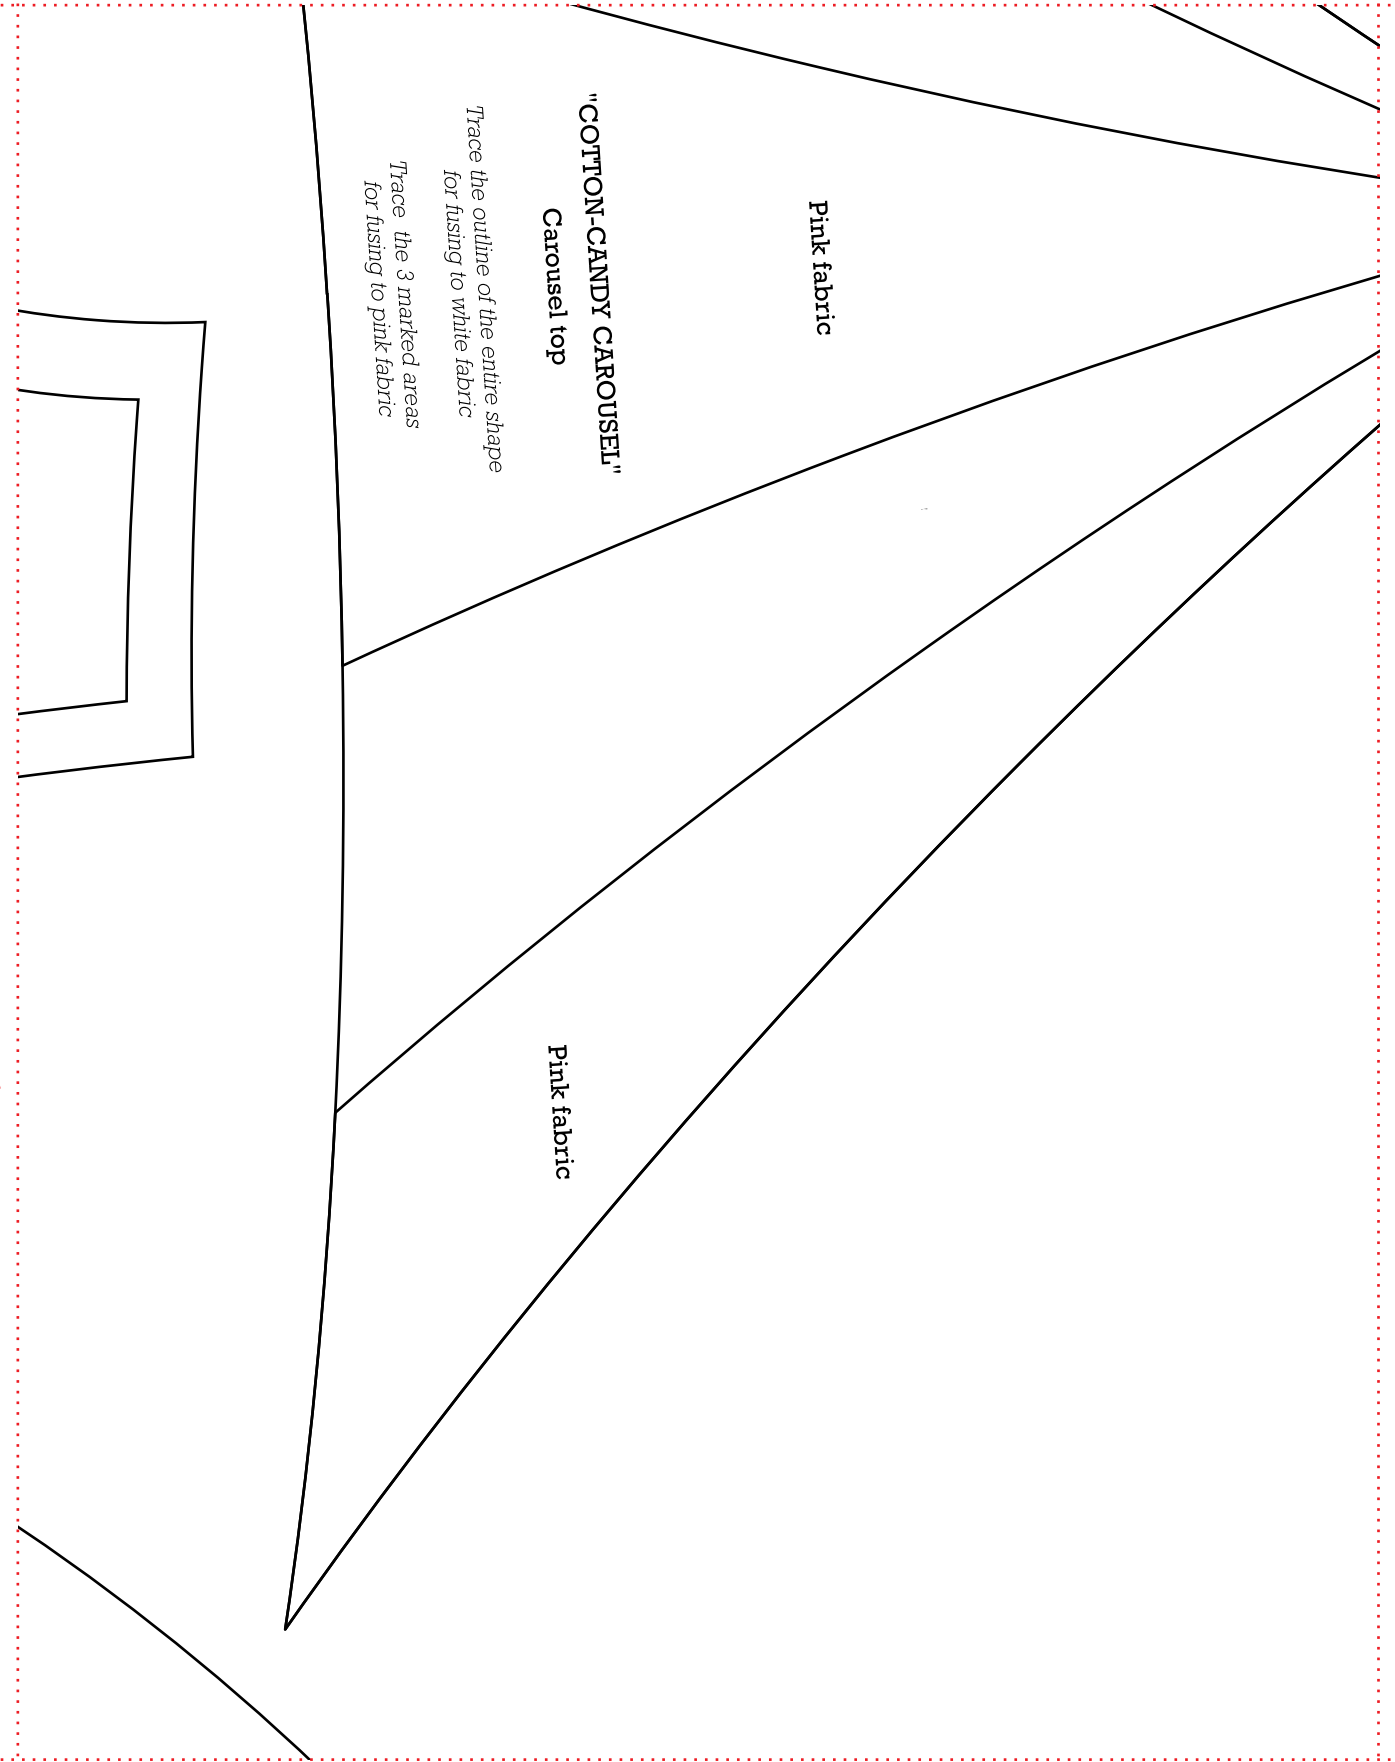 Pink fabric
"COTTON-CANDY CAROUSEL"
Carousel top
Trace the outline of the entire shape
for fusing to white fabric
Trace  the 3 marked areas
for fusing to pink fabric
Pink fabric